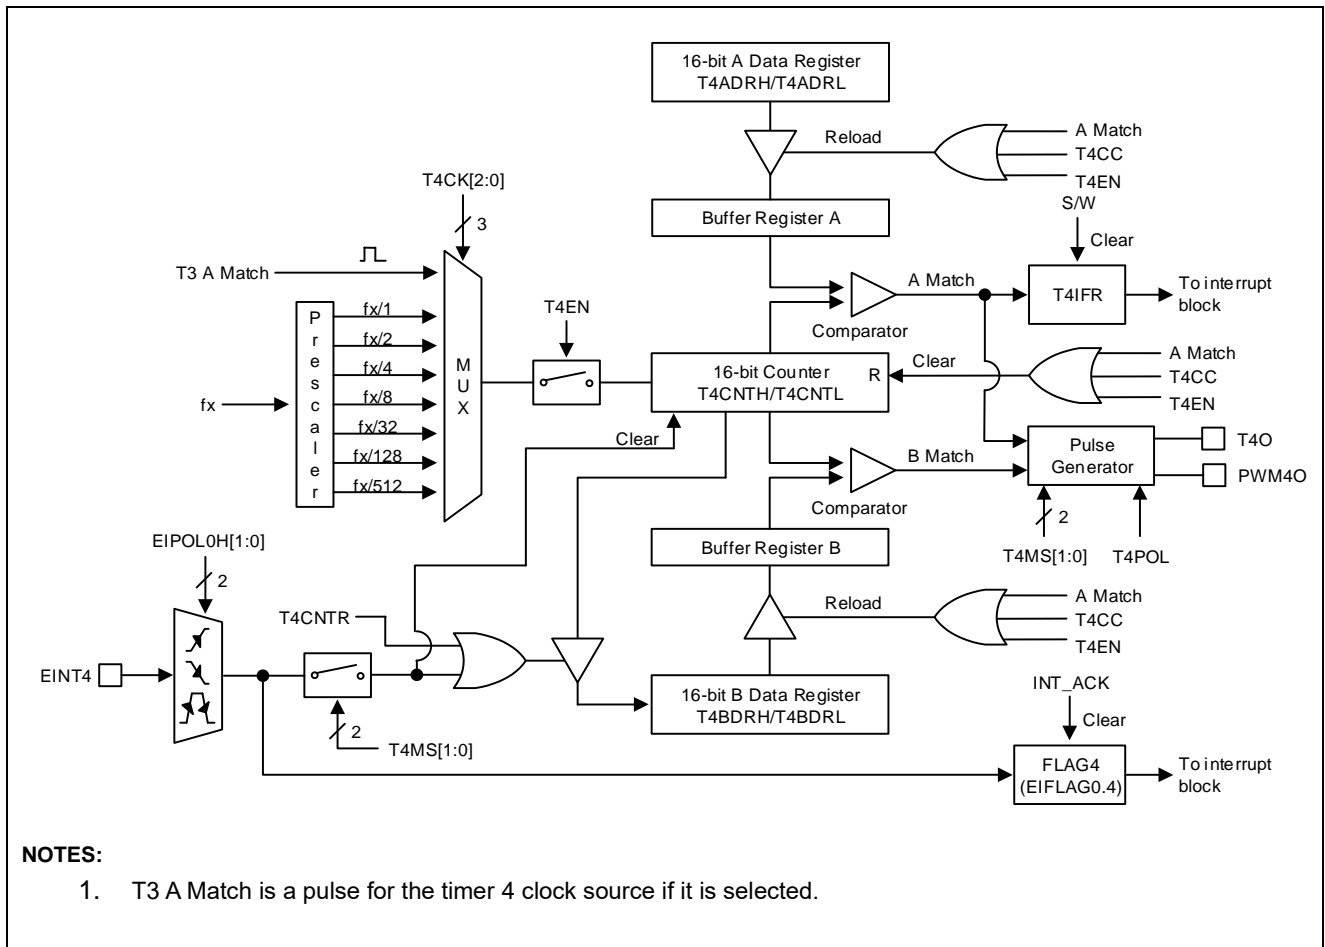 16-bit A Data Register
T4ADRH/T4ADRL
Reload
A Match
T4CC
T4EN
T4CK[2:0]
3
Buffer Register A
S/W
Clear
T3 A Match
A Match
T4IFR
To interrupt
block
Comparator
Prescaler
fx/1
fx/2
fx/4
fx/8
fx/32
fx/128
fx/512
fx
MUX
T4EN
16-bit Counter
T4CNTH/T4CNTL
R
Clear
A Match
T4CC
T4EN
Clear
B Match
Comparator
Pulse
Generator
T4O
PWM4O
2
T4MS[1:0]
T4POL
Buffer Register B
EIPOL0H[1:0]
2
Reload
A Match
T4CC
T4EN
T4CNTR
EINT4
2
T4MS[1:0]
16-bit B Data Register
T4BDRH/T4BDRL
INT_ACK
Clear
FLAG4
(EIFLAG0.4)
To interrupt
block
NOTES:
1. T3 A Match is a pulse for the timer 4 clock source if it is selected.